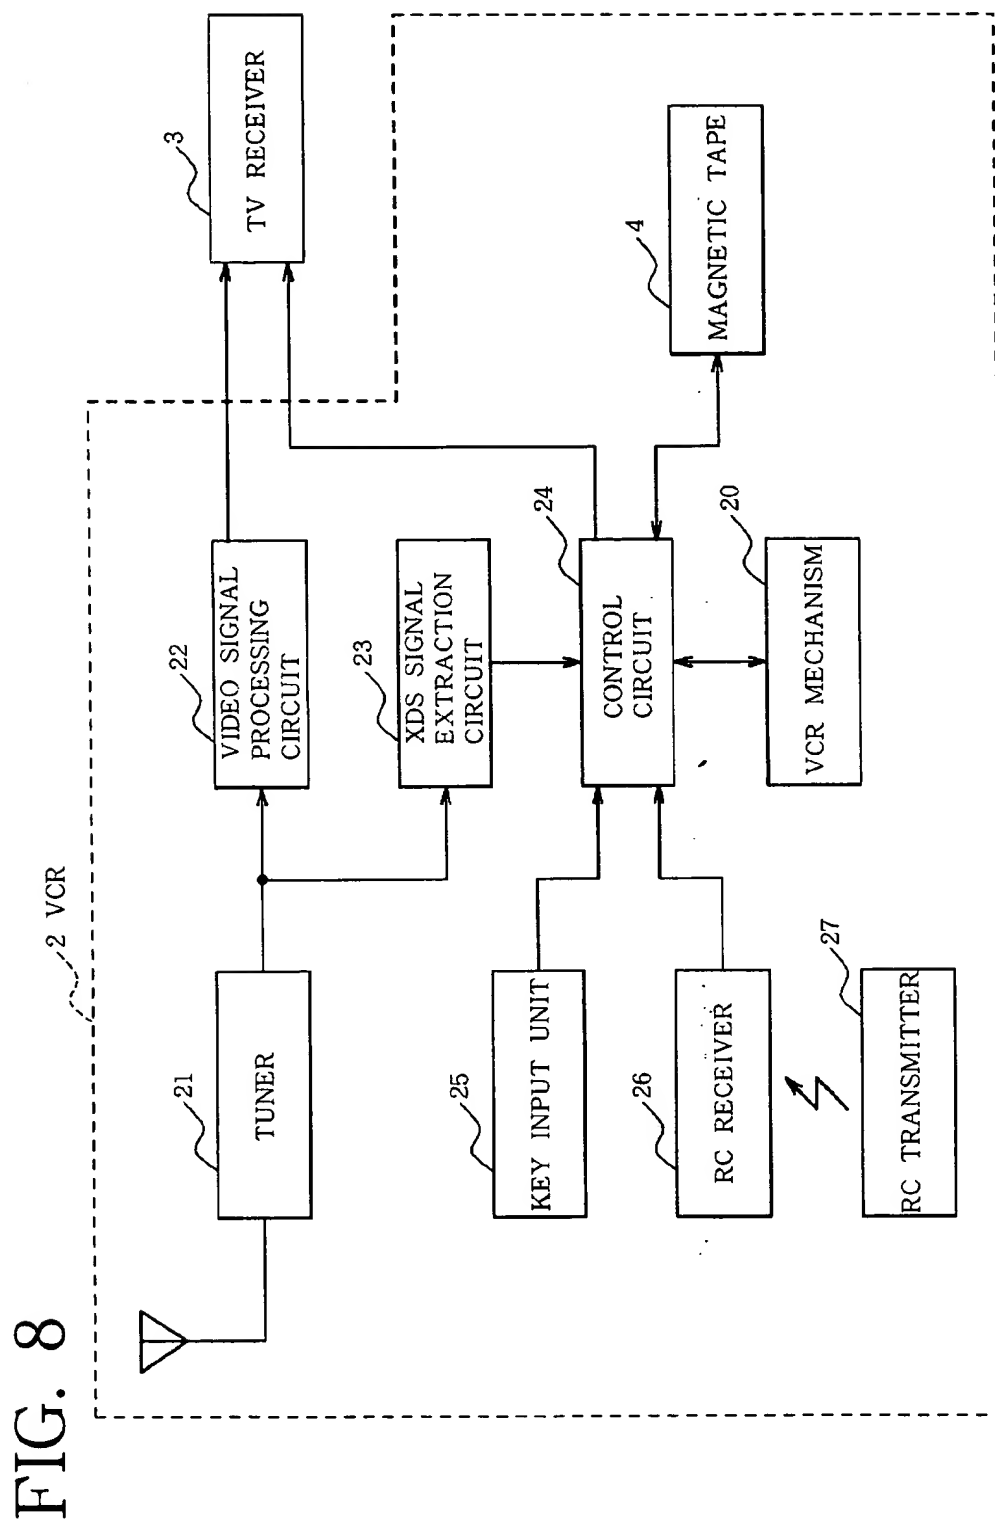 FIG. 8
2 VCR
21
TUNER
22
VIDEO SIGNAL
PROCESSING
CIRCUIT
3
TV RECEIVER
23
XDS SIGNAL
EXTRACTION
CIRCUIT
25
KEY INPUT UNIT
24
CONTROL
CIRCUIT
4
MAGNETIC TAPE
26
RC RECEIVER
20
VCR MECHANISM
27
RC TRANSMITTER